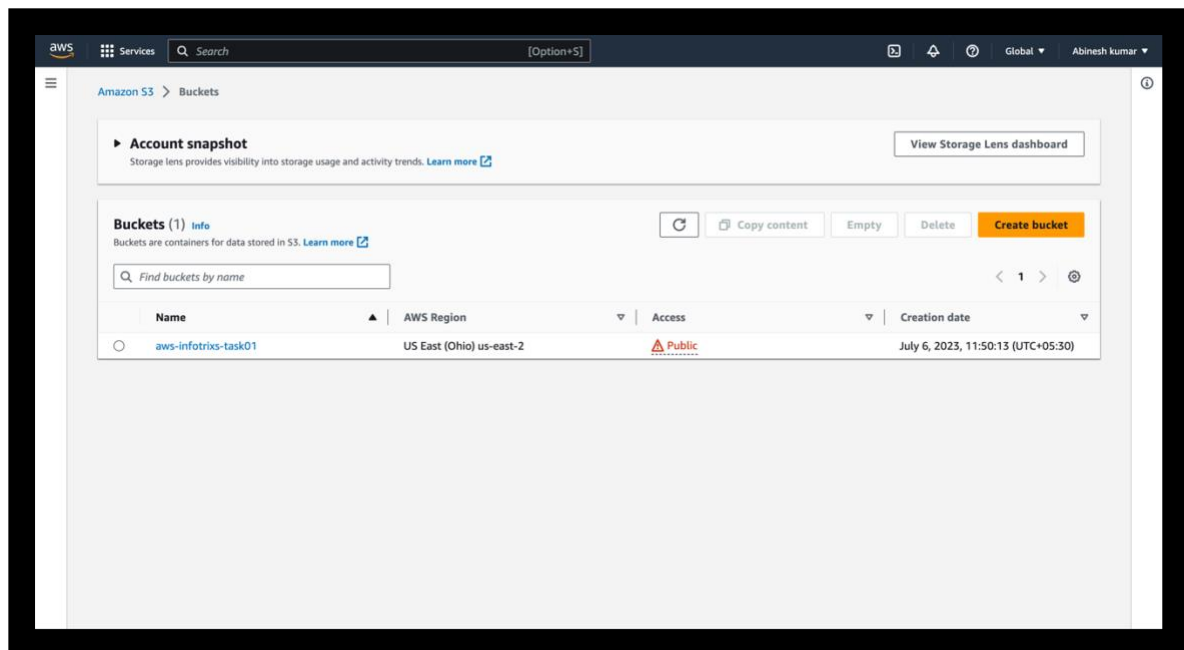 aws Services Search [Option+S] Global Abinesh kumar
Amazon S3 > Buckets
Account snapshot
Storage lens provides visibility into storage usage and activity trends. Learn more
View Storage Lens dashboard
Buckets (1) Info
Buckets are containers for data stored in S3. Learn more
Copy content Empty Delete Create bucket
Find buckets by name
< 1 >
Name AWS Region Access Creation date
aws-infotrixs-task01 US East (Ohio) us-east-2 Public July 6, 2023, 11:50:13 (UTC+05:30)